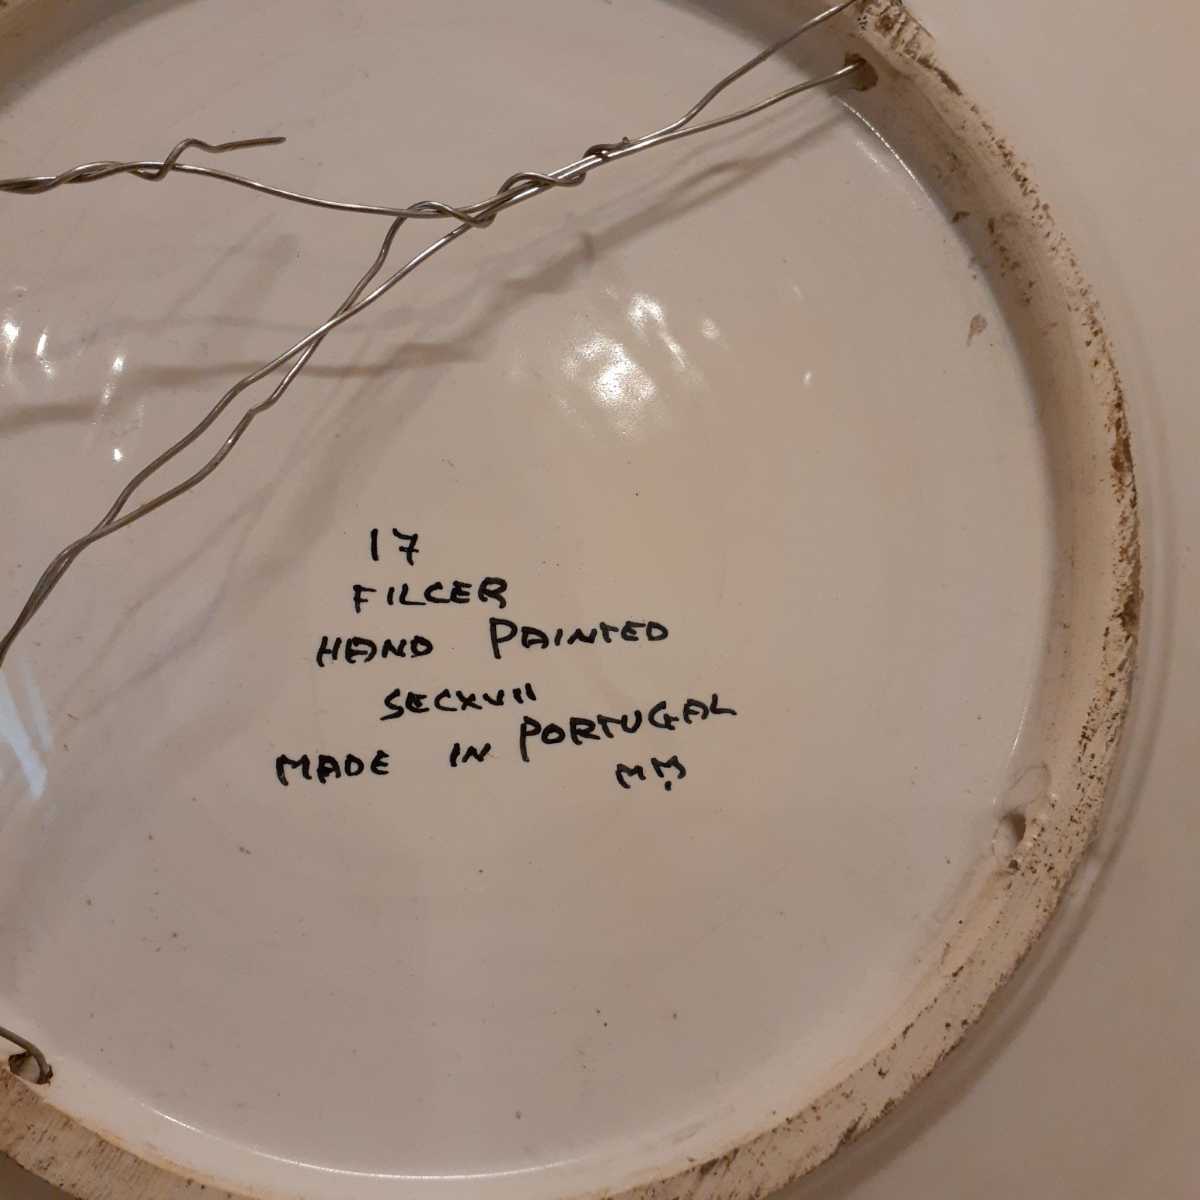 17
FILCER
HAND PAINTED
SECXVII
MADE IN PORTUGAL
MM